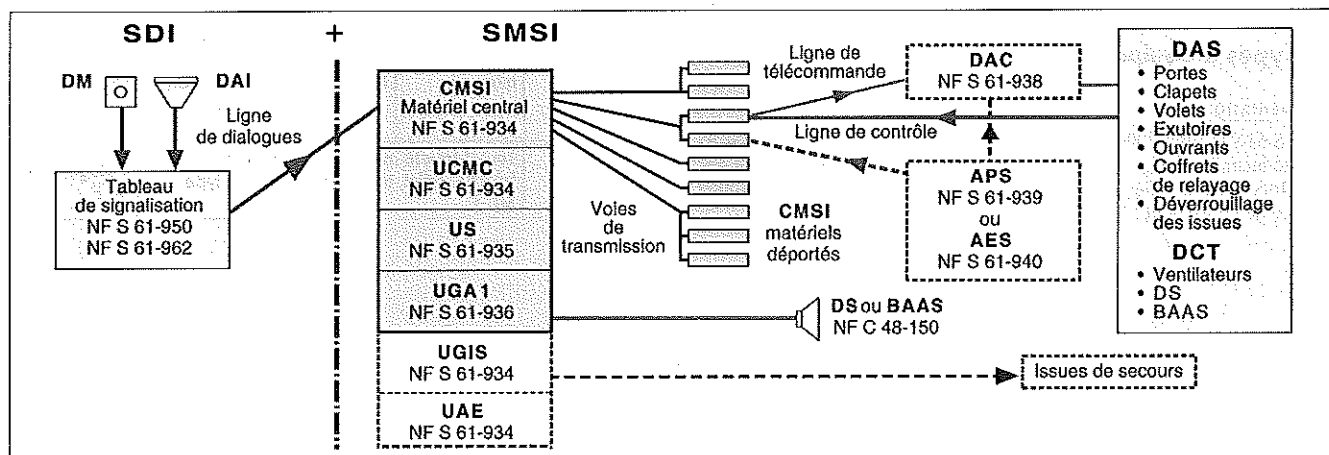 SDI + SMSI
DM
DAI
Ligne
de dialogues
Tableau
de signalisation
NF S 61-950
NF S 61-962
CMSI
Matériel central
NF S 61-934
UCMC
NF S 61-934
US
NF S 61-935
UGA1
NF S 61-936
UGIS
NF S 61-934
UAE
NF S 61-934
Voies
de
transmission
CMSI
matériels
déportés
Ligne de
télécommande
Ligne de contrôle
DAC
NF S 61-938
APS
NF S 61-939
ou
AES
NF S 61-940
DS ou BAAS
NF C 48-150
Issues de secours
DAS
• Portes
• Clapets
• Volets
• Exutoires
• Ouvrants
• Coffrets
de relayage
• Déverrouillage
des issues
DCT
• Ventilateurs
• DS
• BAAS